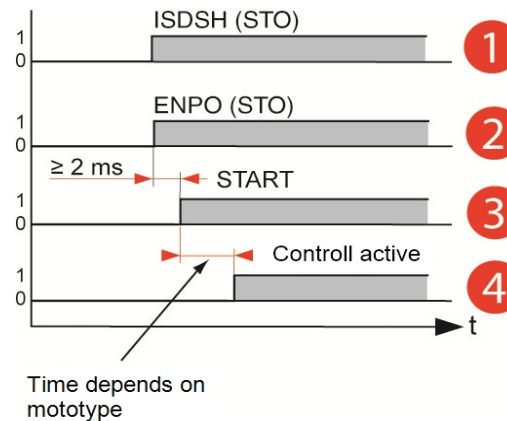 ISDSH (STO)
1
0
1
ENPO (STO)
1
0
2
≥ 2 ms
START
1
0
3
Controll active
1
0
4
t
Time depends on
mototype